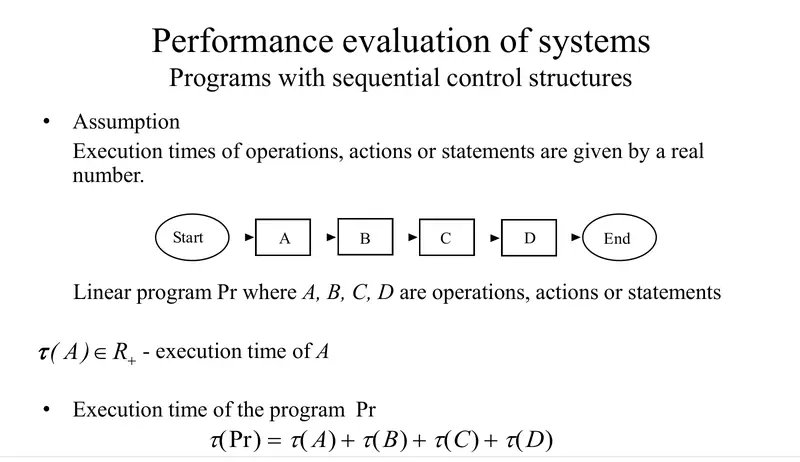 Performance evaluation of systems
Programs with sequential control structures
• Assumption
Execution times of operations, actions or statements are given by a real
number.
Start A B C D End
Linear program Pr where A, B, C, D are operations, actions or statements
τ( A ) ∈ R₊ - execution time of A
• Execution time of the program Pr
τ(Pr) = τ(A) + τ(B) + τ(C) + τ(D)